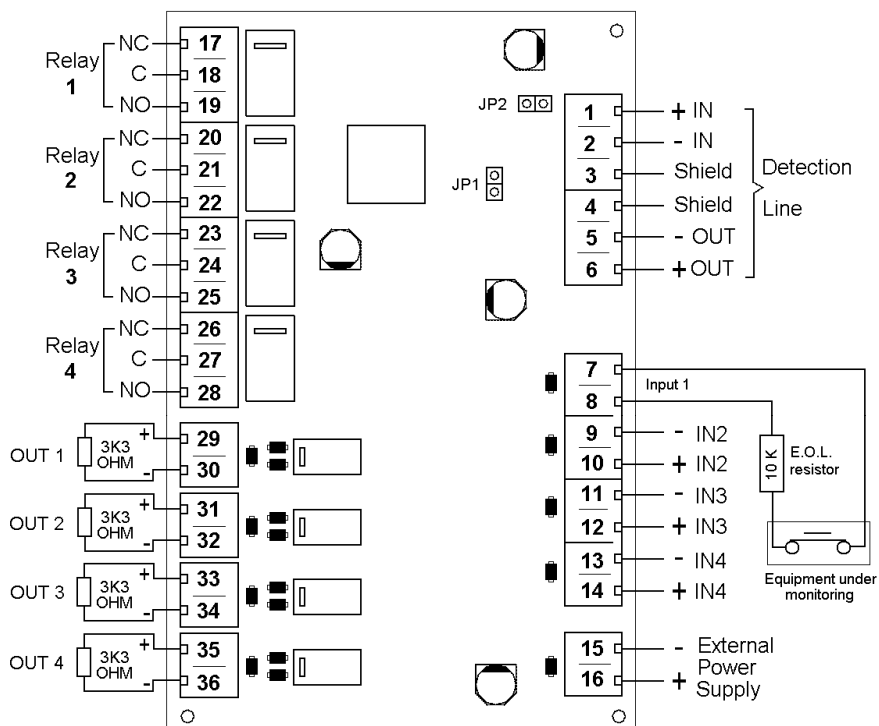 NC 17
Relay 1
C 18
NO 19
NC 20
Relay 2
C 21
NO 22
NC 23
Relay 3
C 24
NO 25
NC 26
Relay 4
C 27
NO 28
OUT 1
3K3 OHM
+ 29
- 30
OUT 2
3K3 OHM
+ 31
- 32
OUT 3
3K3 OHM
+ 33
- 34
OUT 4
3K3 OHM
+ 35
- 36
JP2
JP1
1 + IN
2 - IN
3 Shield
4 Shield
5 - OUT
6 + OUT
Detection
Line
7
8
Input 1
9 - IN2
10 + IN2
11 - IN3
12 + IN3
13 - IN4
14 + IN4
10 K
E.O.L.
resistor
Equipment under
monitoring
15 -
16 +
External
Power
Supply